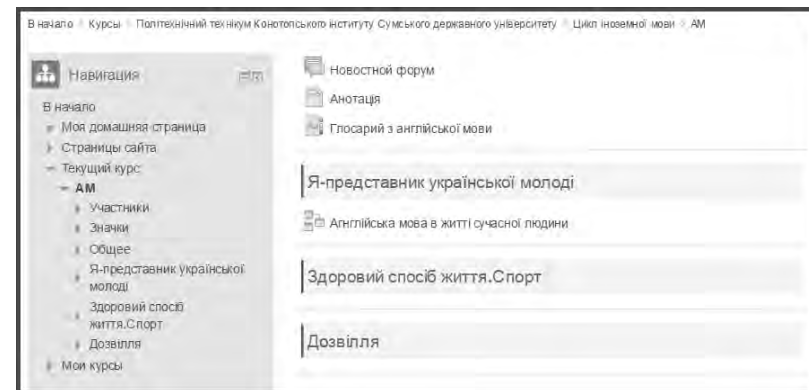 В начало Курсы Политехнічний технікум Конотопського інституту Сумського державного університету Цикл іноземної мови АМ
Навигация
В начало
Моя домашняя страница
Страницы сайта
Текущий курс
АМ
Участники
Значки
Общее
Я-представник української
молоді
Здоровий спосіб
життя.Спорт
Дозвілля
Мои курсы
Новостной форум
Анотація
Глосарий з англійської мови
Я-представник української молоді
Англійська мова в житті сучасної людини
Здоровий спосіб життя.Спорт
Дозвілля